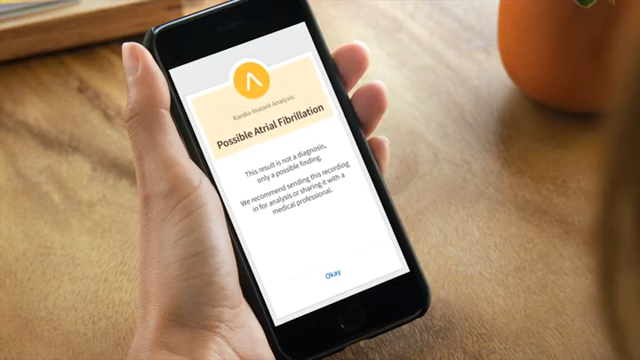 Kardia Instant Analysis
Possible Atrial Fibrillation
This result is not a diagnosis,
only a possible finding.
We recommend sending this recording
in for analysis or sharing it with a
medical professional.
Okay